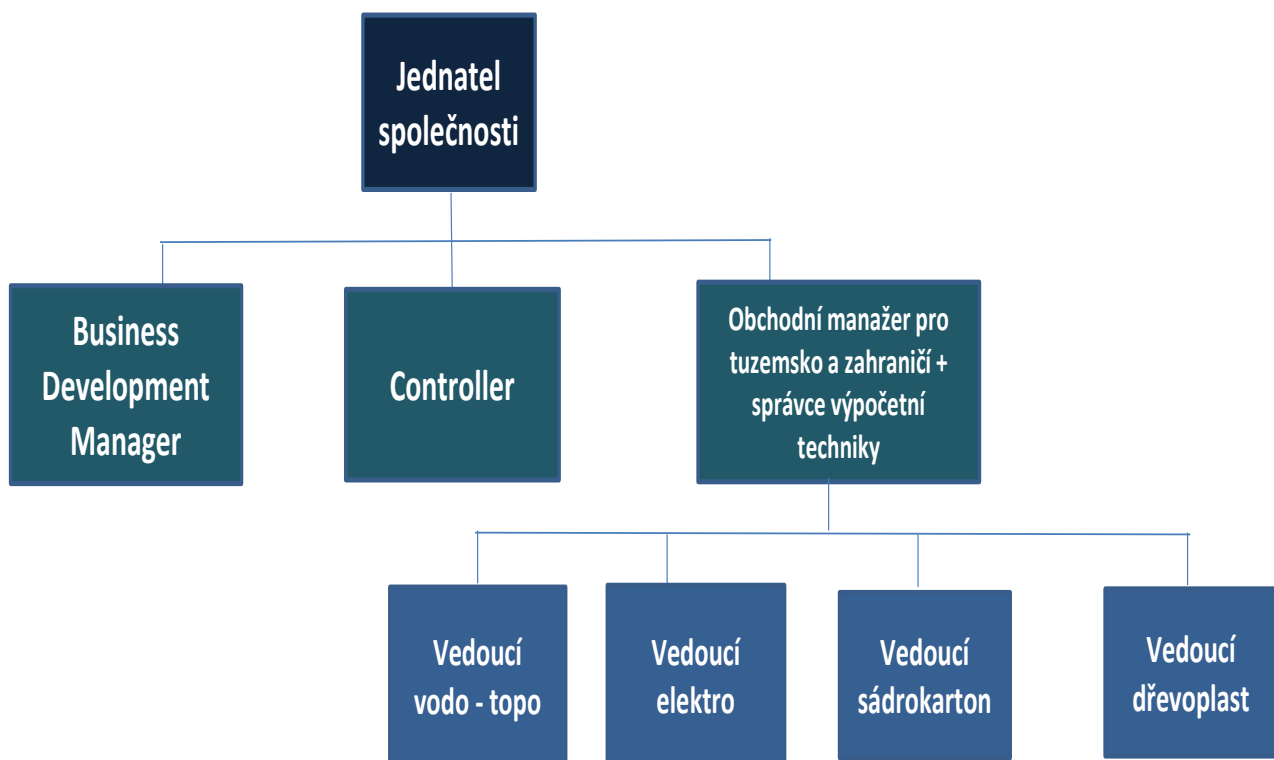 Jednatel
společnosti
Business
Development
Manager
Controller
Obchodní manažer pro
tuzemsko a zahraničí +
správce výpočetní
techniky
Vedoucí
vodo - topo
Vedoucí
elektro
Vedoucí
sádrokarton
Vedoucí
dřevoplast